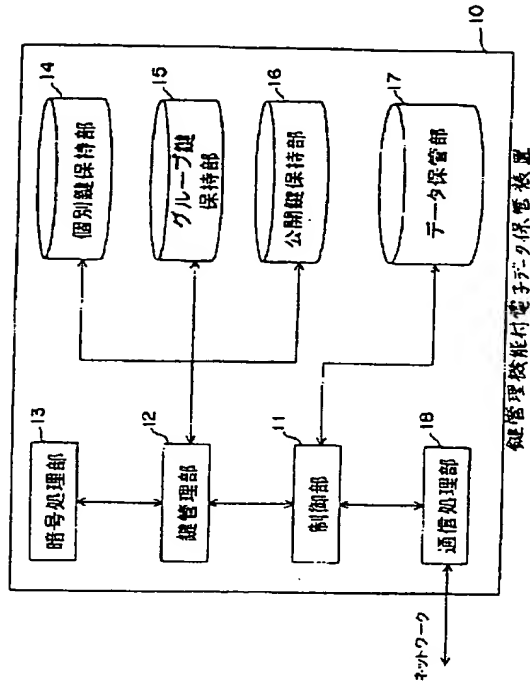 10
14
個別鍵保持部
15
グループ鍵
保持部
16
公開鍵保持部
17
データ保管部
13
暗号処理部
12
鍵管理部
11
制御部
18
通信処理部
ネットワーク
鍵管理機能付電子データ保管装置